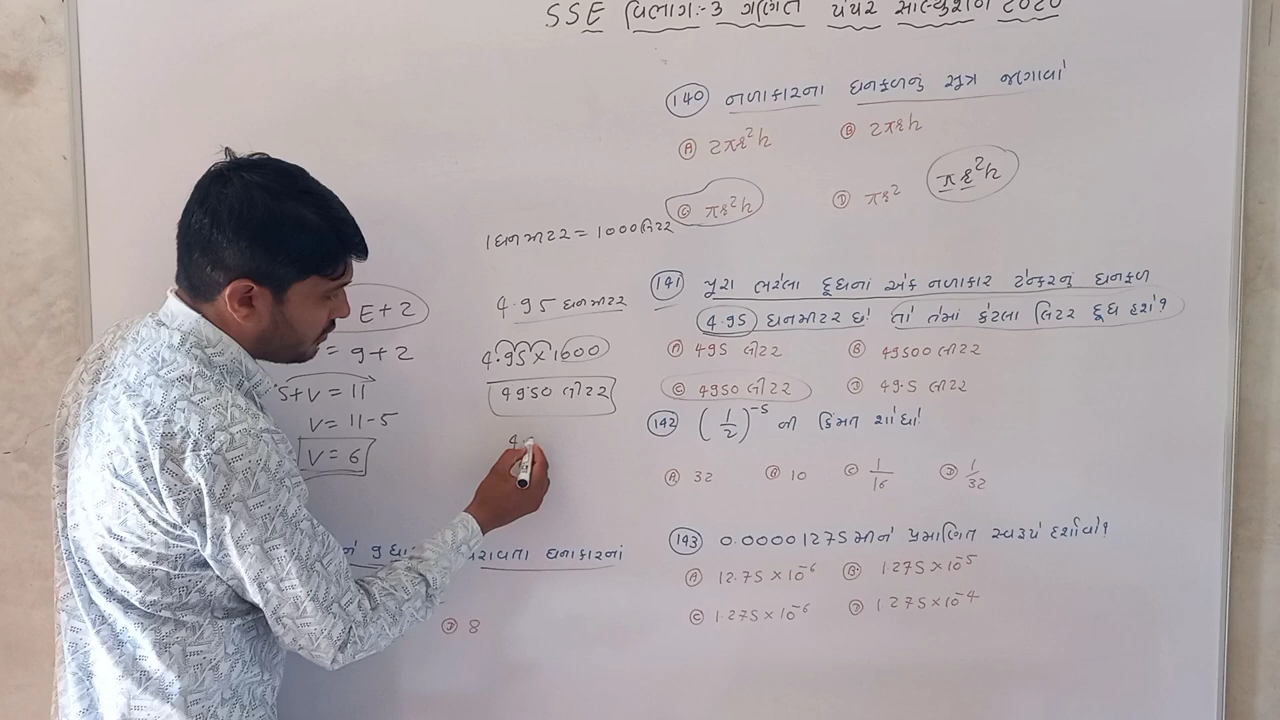 SSE વિભાગ:-3 ગણિત પેપર સોલ્યુશન ૨૦૨૦
140 નળાકારના ઘનફળનું સૂત્ર જણાવો
A 2πr²h
B 2πrh
C πr²h
D πr²
πr²h
1 ઘનમીટર = 1000 લિટર
141 પુરા ભરેલા દૂધનાં એક નળાકાર ટેન્કરનું ઘનફળ
4.95 ઘનમીટર છે! તો તેમાં કેટલા લિટર દૂધ હશે?
A 495 લીટર
B 49500 લીટર
C 4950 લીટર
D 49.5 લીટર
4.95 ઘનમીટર
4.95 × 1000
4950 લીટર
4
E + 2
= 9 + 2
5 + V = 11
V = 11 - 5
V = 6
142 (1/2)⁻⁵ ની કિંમત શોધો!
A 32
B 10
C 1/16
D 1/32
143 0.00001275 મીને પ્રમાણિત સ્વરૂપે દર્શાવો?
A 12.75 × 10⁻⁶
B 1.275 × 10⁻⁵
C 1.275 × 10⁻⁶
D 1.275 × 10⁻⁴
ઘનાકારનાં
D 8